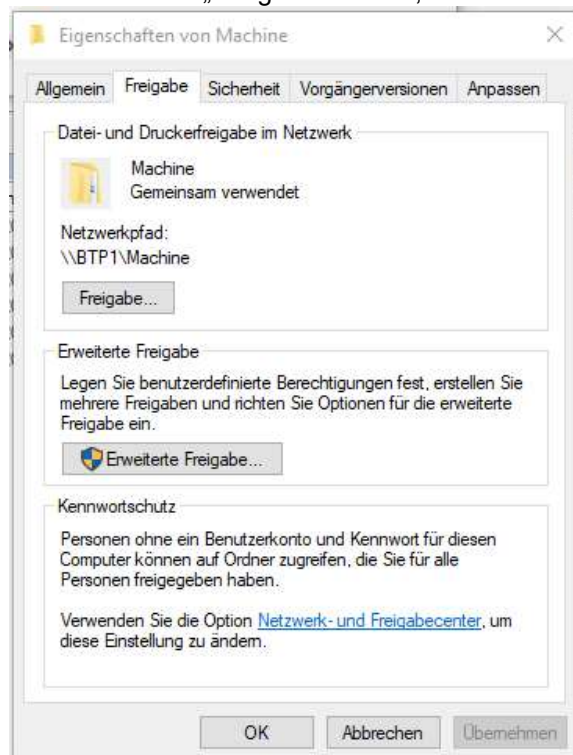 Eigenschaften von Machine
Allgemein Freigabe Sicherheit Vorgängerversionen Anpassen
Datei- und Druckerfreigabe im Netzwerk
Machine
Gemeinsam verwendet
Netzwerkpfad:
\\BTP1\Machine
Freigabe...
Erweiterte Freigabe
Legen Sie benutzerdefinierte Berechtigungen fest, erstellen Sie
mehrere Freigaben und richten Sie Optionen für die erweiterte
Freigabe ein.
Erweiterte Freigabe...
Kennwortschutz
Personen ohne ein Benutzerkonto und Kennwort für diesen
Computer können auf Ordner zugreifen, die Sie für alle
Personen freigegeben haben.
Verwenden Sie die Option Netzwerk- und Freigabecenter, um
diese Einstellung zu ändern.
OK Abbrechen Übernehmen